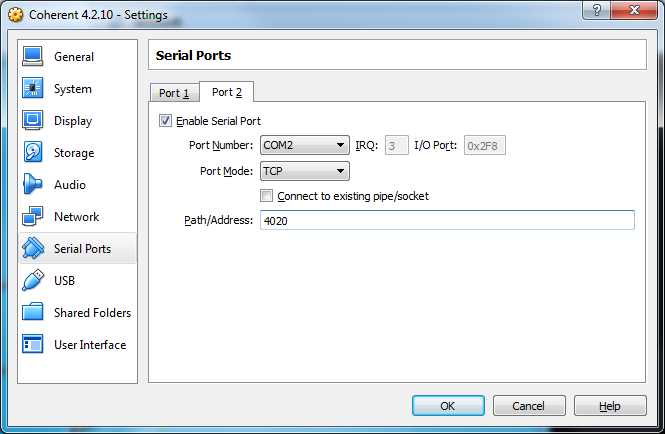 Coherent 4.2.10 - Settings
General
System
Display
Storage
Audio
Network
Serial Ports
USB
Shared Folders
User Interface
Serial Ports
Port 1 Port 2
Enable Serial Port
Port Number: COM2 IRQ: 3 I/O Port: 0x2F8
Port Mode: TCP
Connect to existing pipe/socket
Path/Address: 4020
OK Cancel Help